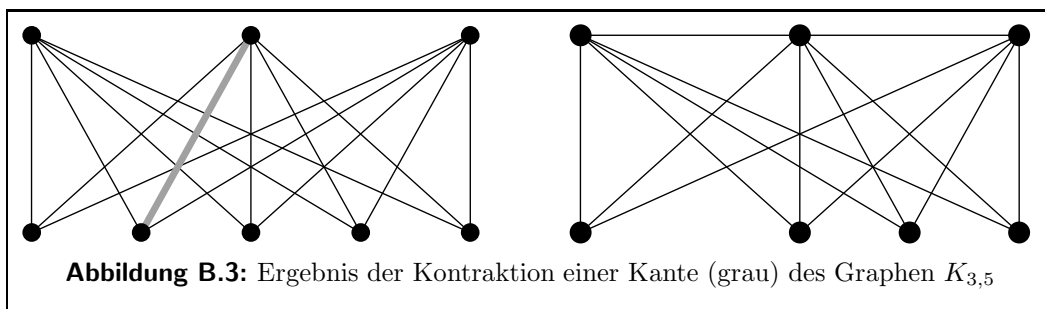 Abbildung B.3: Ergebnis der Kontraktion einer Kante (grau) des Graphen K3,5